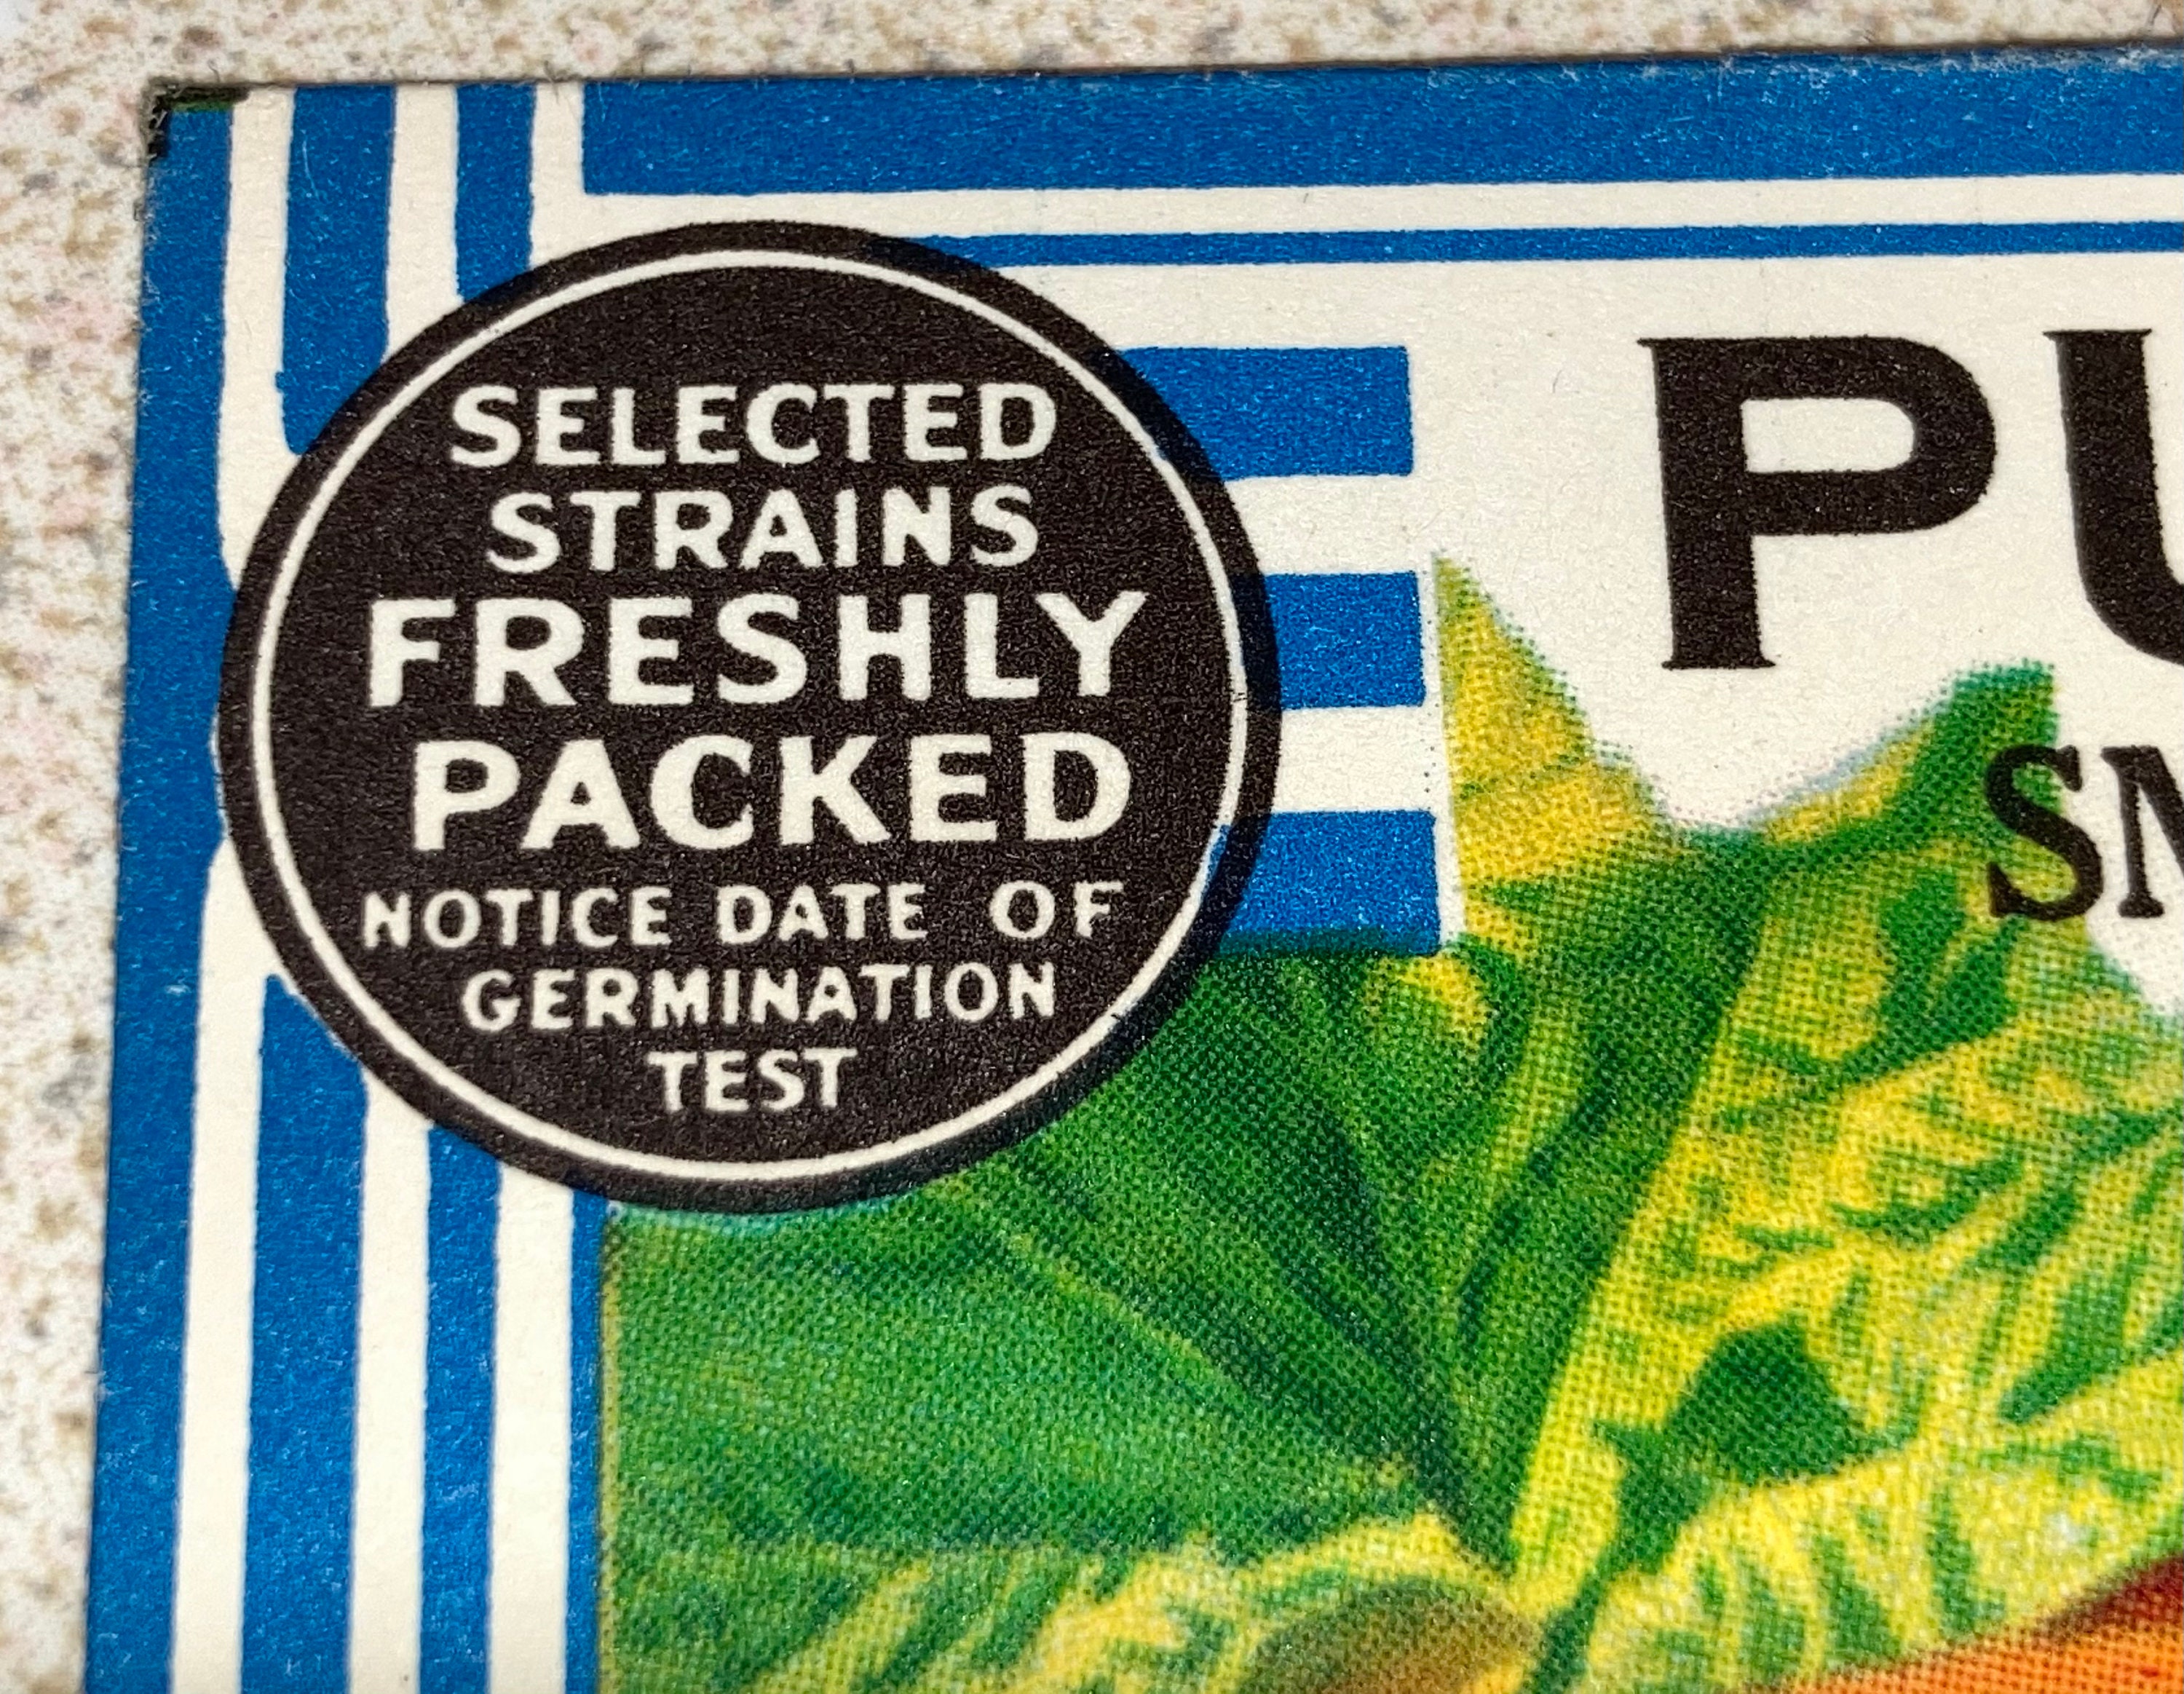 SELECTED
STRAINS
FRESHLY
PACKED
NOTICE DATE OF
GERMINATION
TEST